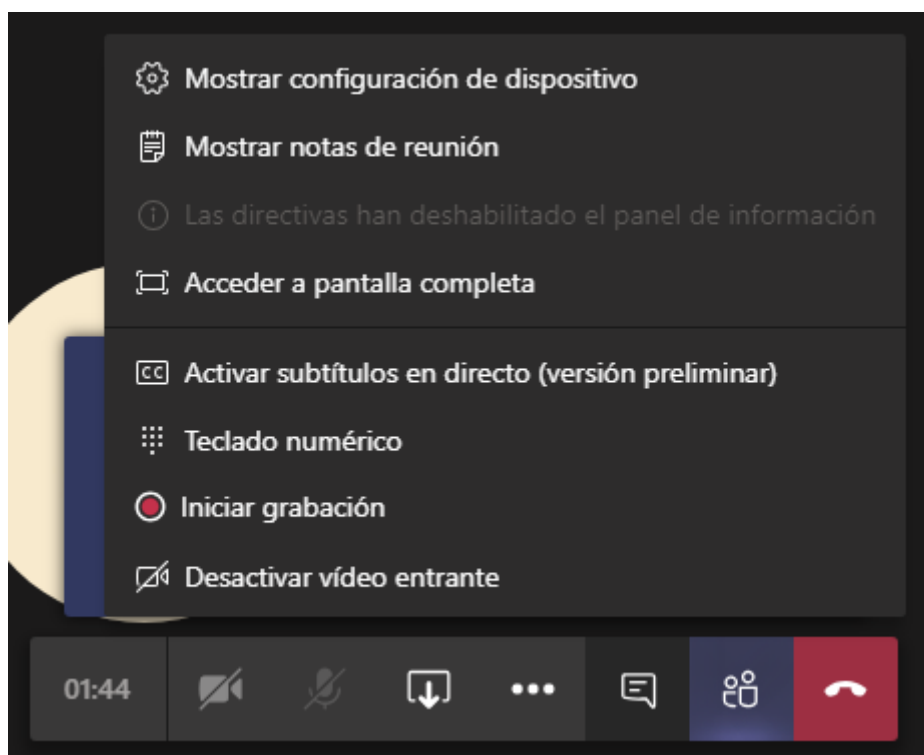 Mostrar configuración de dispositivo
Mostrar notas de reunión
Las directivas han deshabilitado el panel de información
Acceder a pantalla completa
CC Activar subtítulos en directo (versión preliminar)
Teclado numérico
Iniciar grabación
Desactivar vídeo entrante
01:44